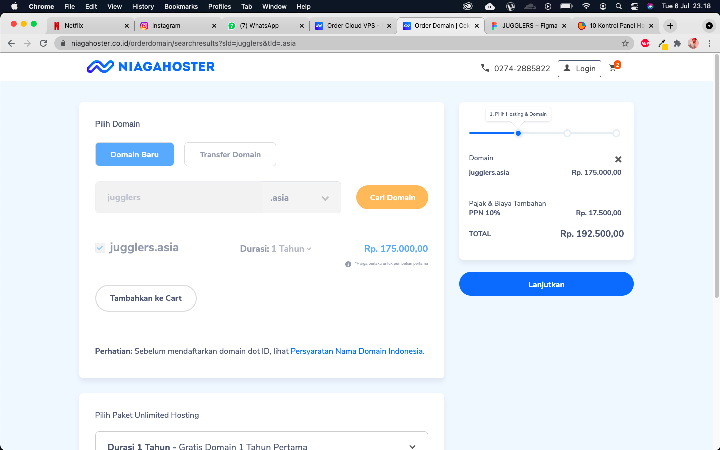 Chrome File Edit View History Bookmarks Profiles Tab Window Help Tue 6 Jul 23.18
Netflix Instagram (7) WhatsApp Order Cloud VPS - Order Domain | Cek JUGGLERS – Figma 10 Kontrol Panel H
niagahoster.co.id/orderdomain/searchresults?sld=jugglers&tld=.asia
NIAGAHOSTER
0274-2885822
Login
2
Pilih Domain
Domain Baru
Transfer Domain
jugglers
.asia
Cari Domain
jugglers.asia
Durasi: 1 Tahun
Rp. 175.000,00
Tambahkan ke Cart
Perhatian: Sebelum mendaftarkan domain dot ID, lihat Persyaratan Nama Domain Indonesia.
Pilih Paket Unlimited Hosting
Durasi 1 Tahun - Gratis Domain 1 Tahun Pertama
2. Pilih Hosting & Domain
Domain
jugglers.asia Rp. 175.000,00
Pajak & Biaya Tambahan
PPN 10% Rp. 17.500,00
TOTAL Rp. 192.500,00
Lanjutkan